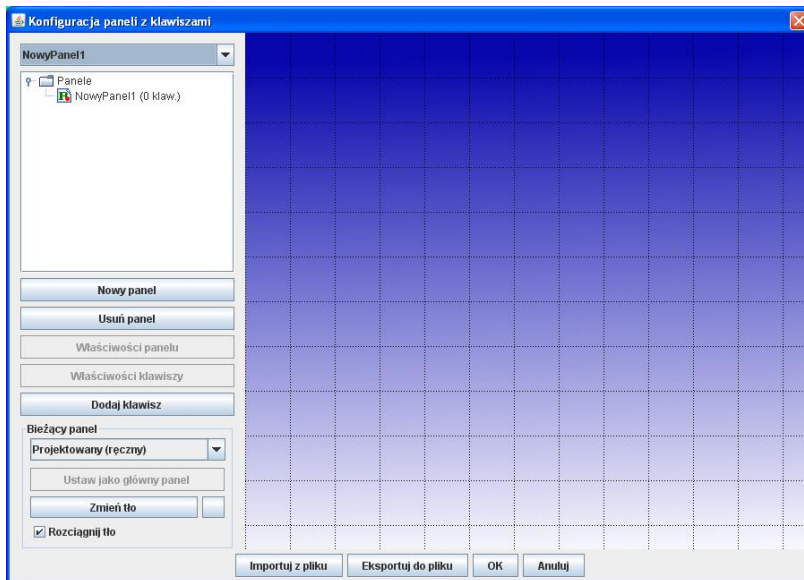 Konfiguracja paneli z klawiszami
NowyPanel1
Panele
NowyPanel1 (0 klaw.)
Nowy panel
Usuń panel
Właściwości panelu
Właściwości klawiszy
Dodaj klawisz
Bieżący panel
Projektowany (ręczny)
Ustaw jako główny panel
Zmień tło
Rozciągnij tło
Importuj z pliku
Eksportuj do pliku
OK
Anuluj